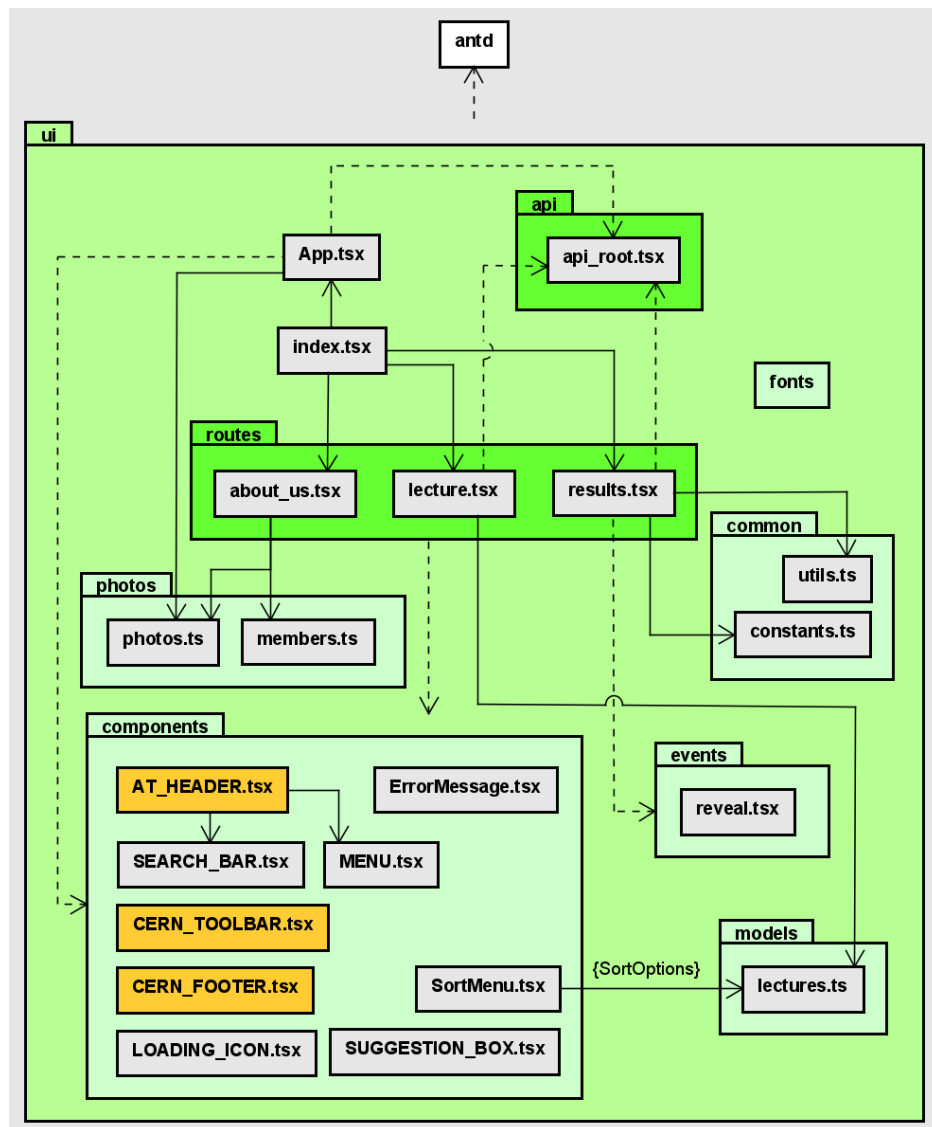 antd
ui
api
App.tsx
api_root.tsx
index.tsx
fonts
routes
about_us.tsx
lecture.tsx
results.tsx
common
utils.ts
constants.ts
photos
photos.ts
members.ts
components
AT_HEADER.tsx
ErrorMessage.tsx
SEARCH_BAR.tsx
MENU.tsx
CERN_TOOLBAR.tsx
CERN_FOOTER.tsx
SortMenu.tsx
LOADING_ICON.tsx
SUGGESTION_BOX.tsx
events
reveal.tsx
{SortOptions}
models
lectures.ts